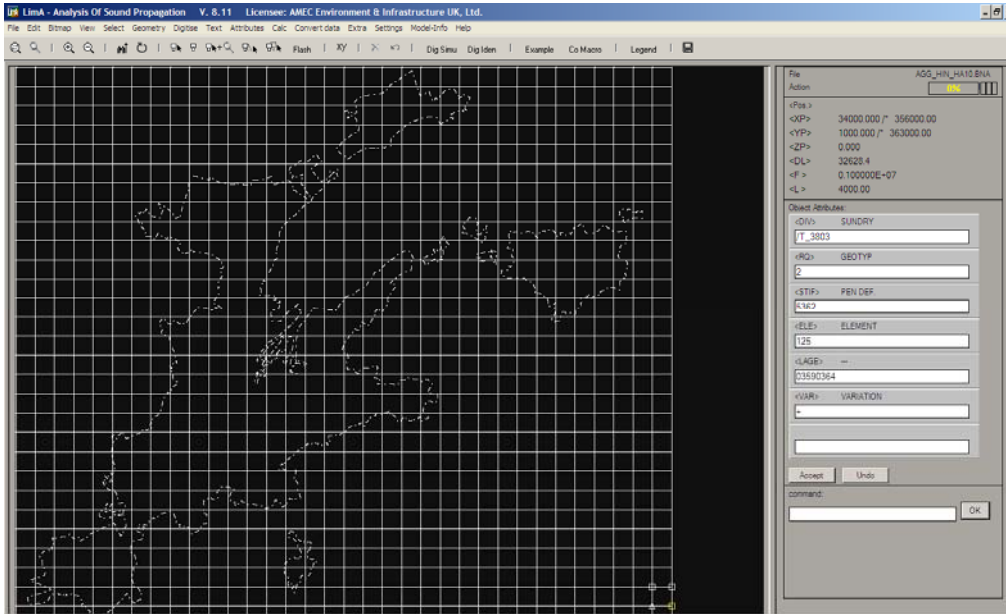 LimA - Analysis Of Sound Propagation V. 8.11 Licensee: AMEC Environment & Infrastructure UK, Ltd.
File Edit Bitmap View Select Geometry Digitise Text Attributes Calc Convert data Extra Settings Model-Info Help
Flash XY Dig Simu Dig Iden Example Co Macro Legend
File AGG_HIN_HA10.BNA
Action 0%
<Pos.>
<XP> 34000.000 /* 356000.00
<YP> 1000.000 /* 363000.00
<ZP> 0.000
<DL> 32628.4
<F > 0.100000E+07
<L > 4000.00
Object Attributes:
<DIV> SUNDRY
/T_3803
<RQ> GEOTYP
2
<STIF> PEN DEF.
5362
<ELE> ELEMENT
125
<LAGE> ---
03590364
<VAR> VARIATION
+
Accept Undo
command:
OK